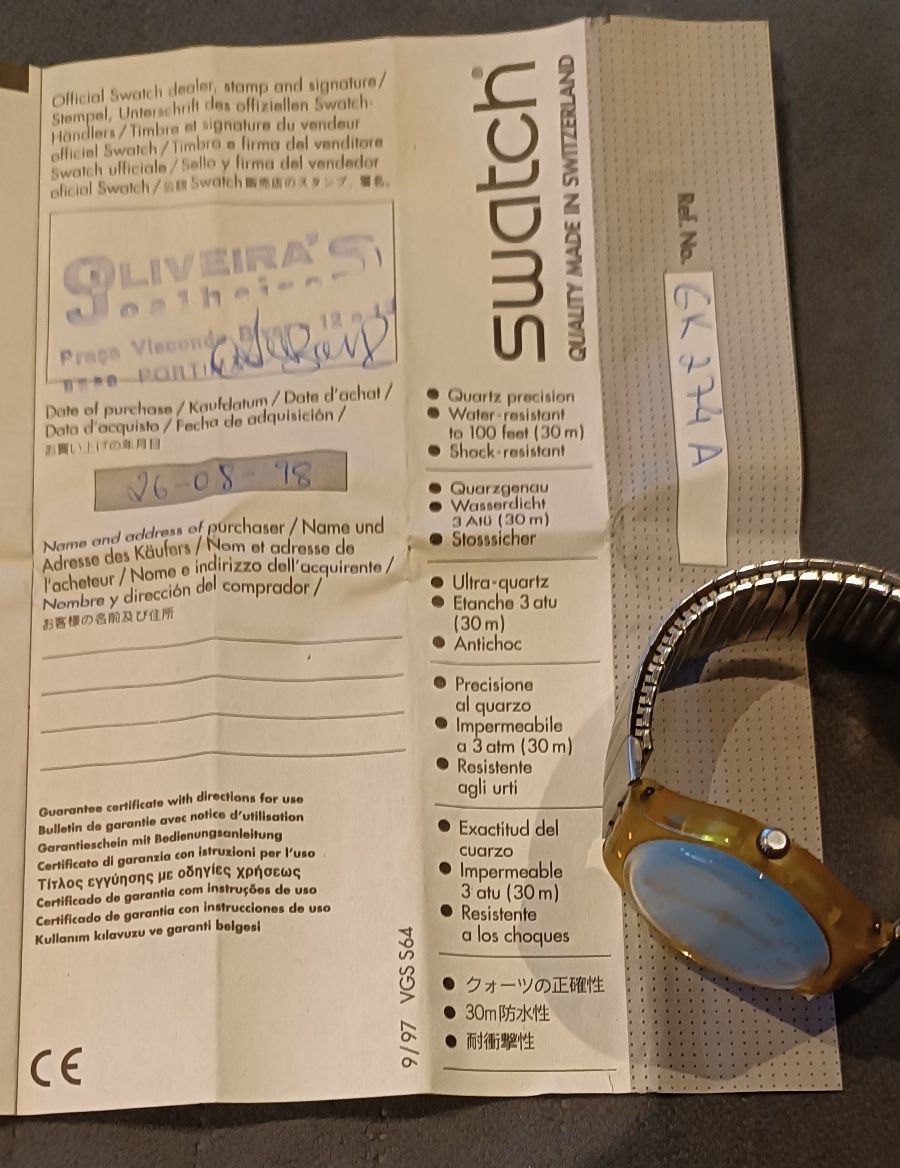 Official Swatch dealer, stamp and signature/
Stempel, Unterschrift des offiziellen Swatch-
Händlers/Timbre et signature du vendeur
officiel Swatch/Timbro e firma del venditore
Swatch ufficiale/Sello y firma del vendedor
oficial Swatch/公認Swatch販売店のスタンプ、署名。
OLIVEIRA'S
Praça Visconde 12
Date of purchase/Kaufdatum/Date d'achat/
Data d'acquisto/Fecha de adquisición/
お買い上げの年月日
26-08-98
Name and address of purchaser/Name und
Adresse des Käufers/Nom et adresse de
l'acheteur/Nome e indirizzo dell'acquirente/
Nombre y dirección del comprador/
お客様の名前及び住所
Guarantee certificate with directions for use
Bulletin de garantie avec notice d'utilisation
Garantieschein mit Bedienungsanleitung
Certificato di garanzia con istruzioni per l'uso
Τίτλος εγγύησης με οδηγίες χρήσεως
Certificado de garantia com instruções de uso
Certificado de garantía con instrucciones de uso
Kullanım kılavuzu ve garanti belgesi
CE
9/97 VGS S64
swatch®
QUALITY MADE IN SWITZERLAND
● Quartz precision
● Water-resistant
to 100 feet (30 m)
● Shock-resistant
● Quarzgenau
● Wasserdicht
3 Atü (30 m)
● Stosssicher
● Ultra-quartz
● Etanche 3 atu
(30 m)
● Antichoc
● Precisione
al quarzo
● Impermeabile
a 3 atm (30 m)
● Resistente
agli urti
● Exactitud del
cuarzo
● Impermeable
3 atu (30 m)
● Resistente
a los choques
● クォーツの正確性
● 30m防水性
● 耐衝撃性
Ref. No.
GK 274 A